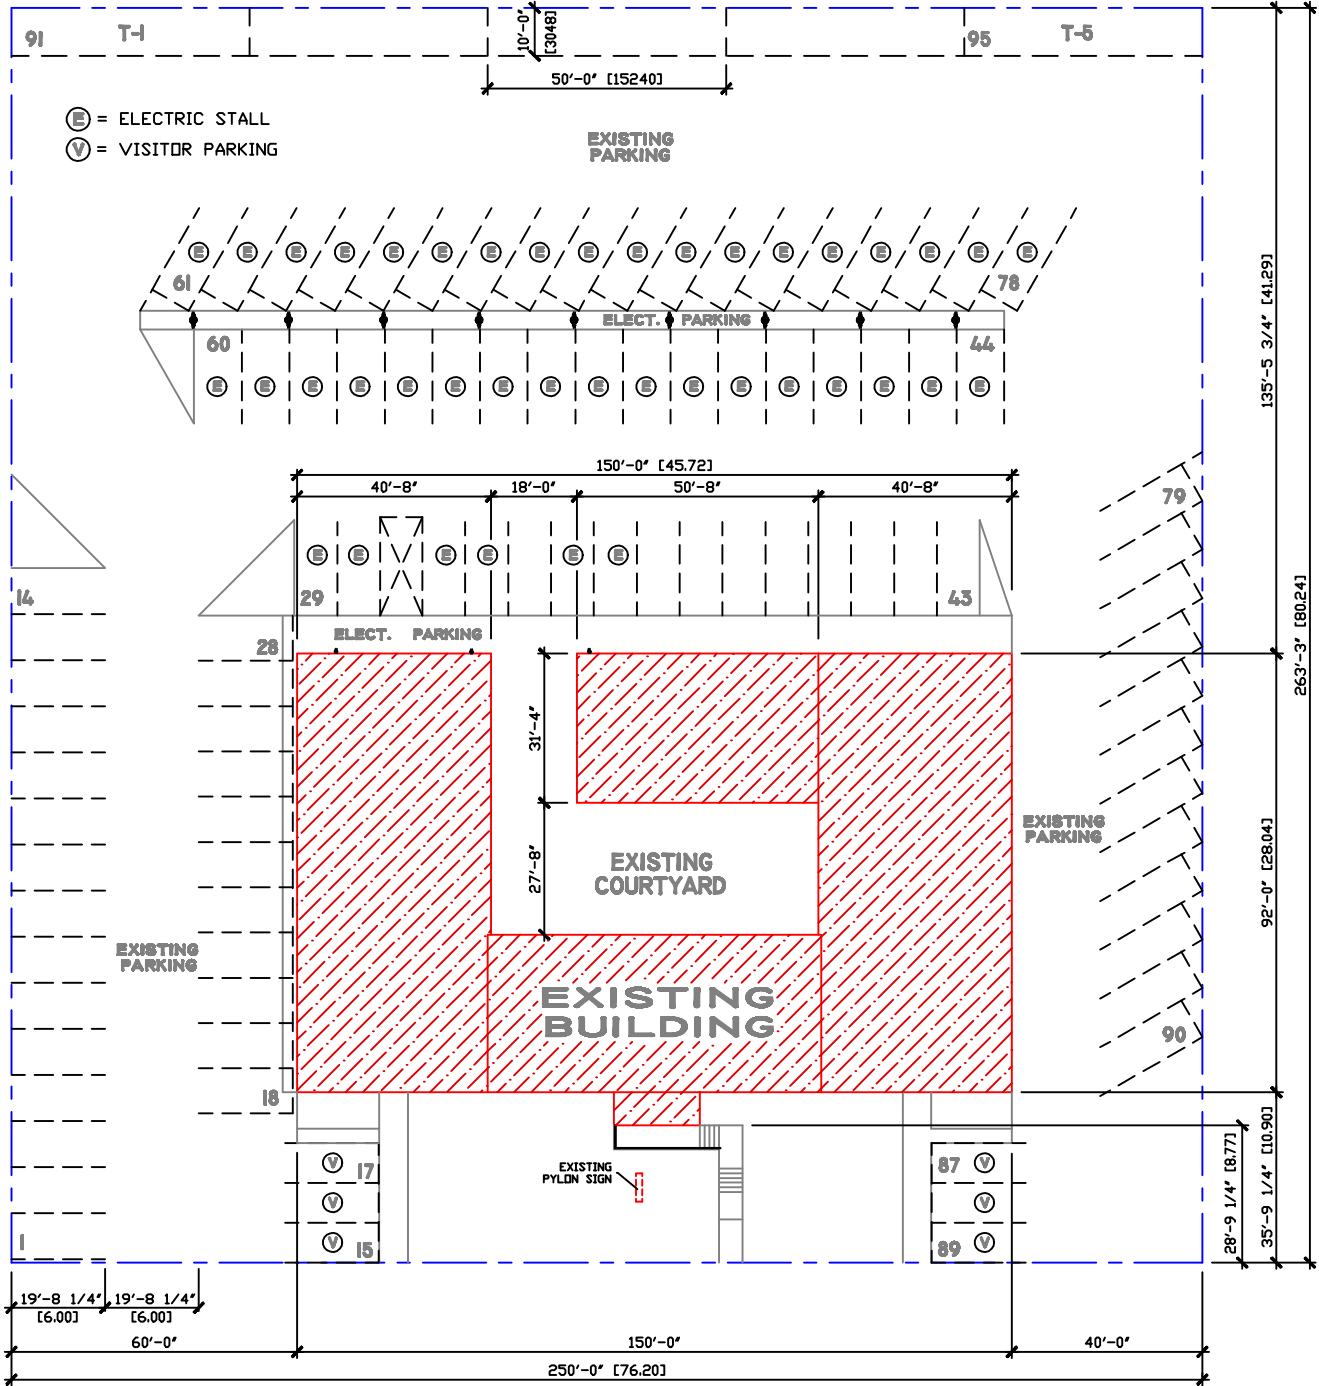 91
T-1
10'-0"
[3048]
95
T-5
50'-0" [15240]
E = ELECTRIC STALL
V = VISITOR PARKING
EXISTING
PARKING
E E E E E E E E E E E E E E E E E E
61
78
ELECT. PARKING
60
44
E E E E E E E E E E E E E E E E E
135'-5 3/4" [41.29]
263'-3" [80.24]
150'-0" [45.72]
40'-8"
18'-0"
50'-8"
40'-8"
79
E E E E E E
14
29
43
28
ELECT. PARKING
31'-4"
27'-8"
EXISTING
COURTYARD
EXISTING
PARKING
92'-0" [28.04]
EXISTING
PARKING
EXISTING
BUILDING
90
18
V 17
V
V 15
EXISTING
PYLON SIGN
87 V
V
89 V
28'-9 1/4" [8.77]
35'-9 1/4" [10.90]
1
19'-8 1/4"
[6.00]
19'-8 1/4"
[6.00]
60'-0"
150'-0"
40'-0"
250'-0" [76.20]